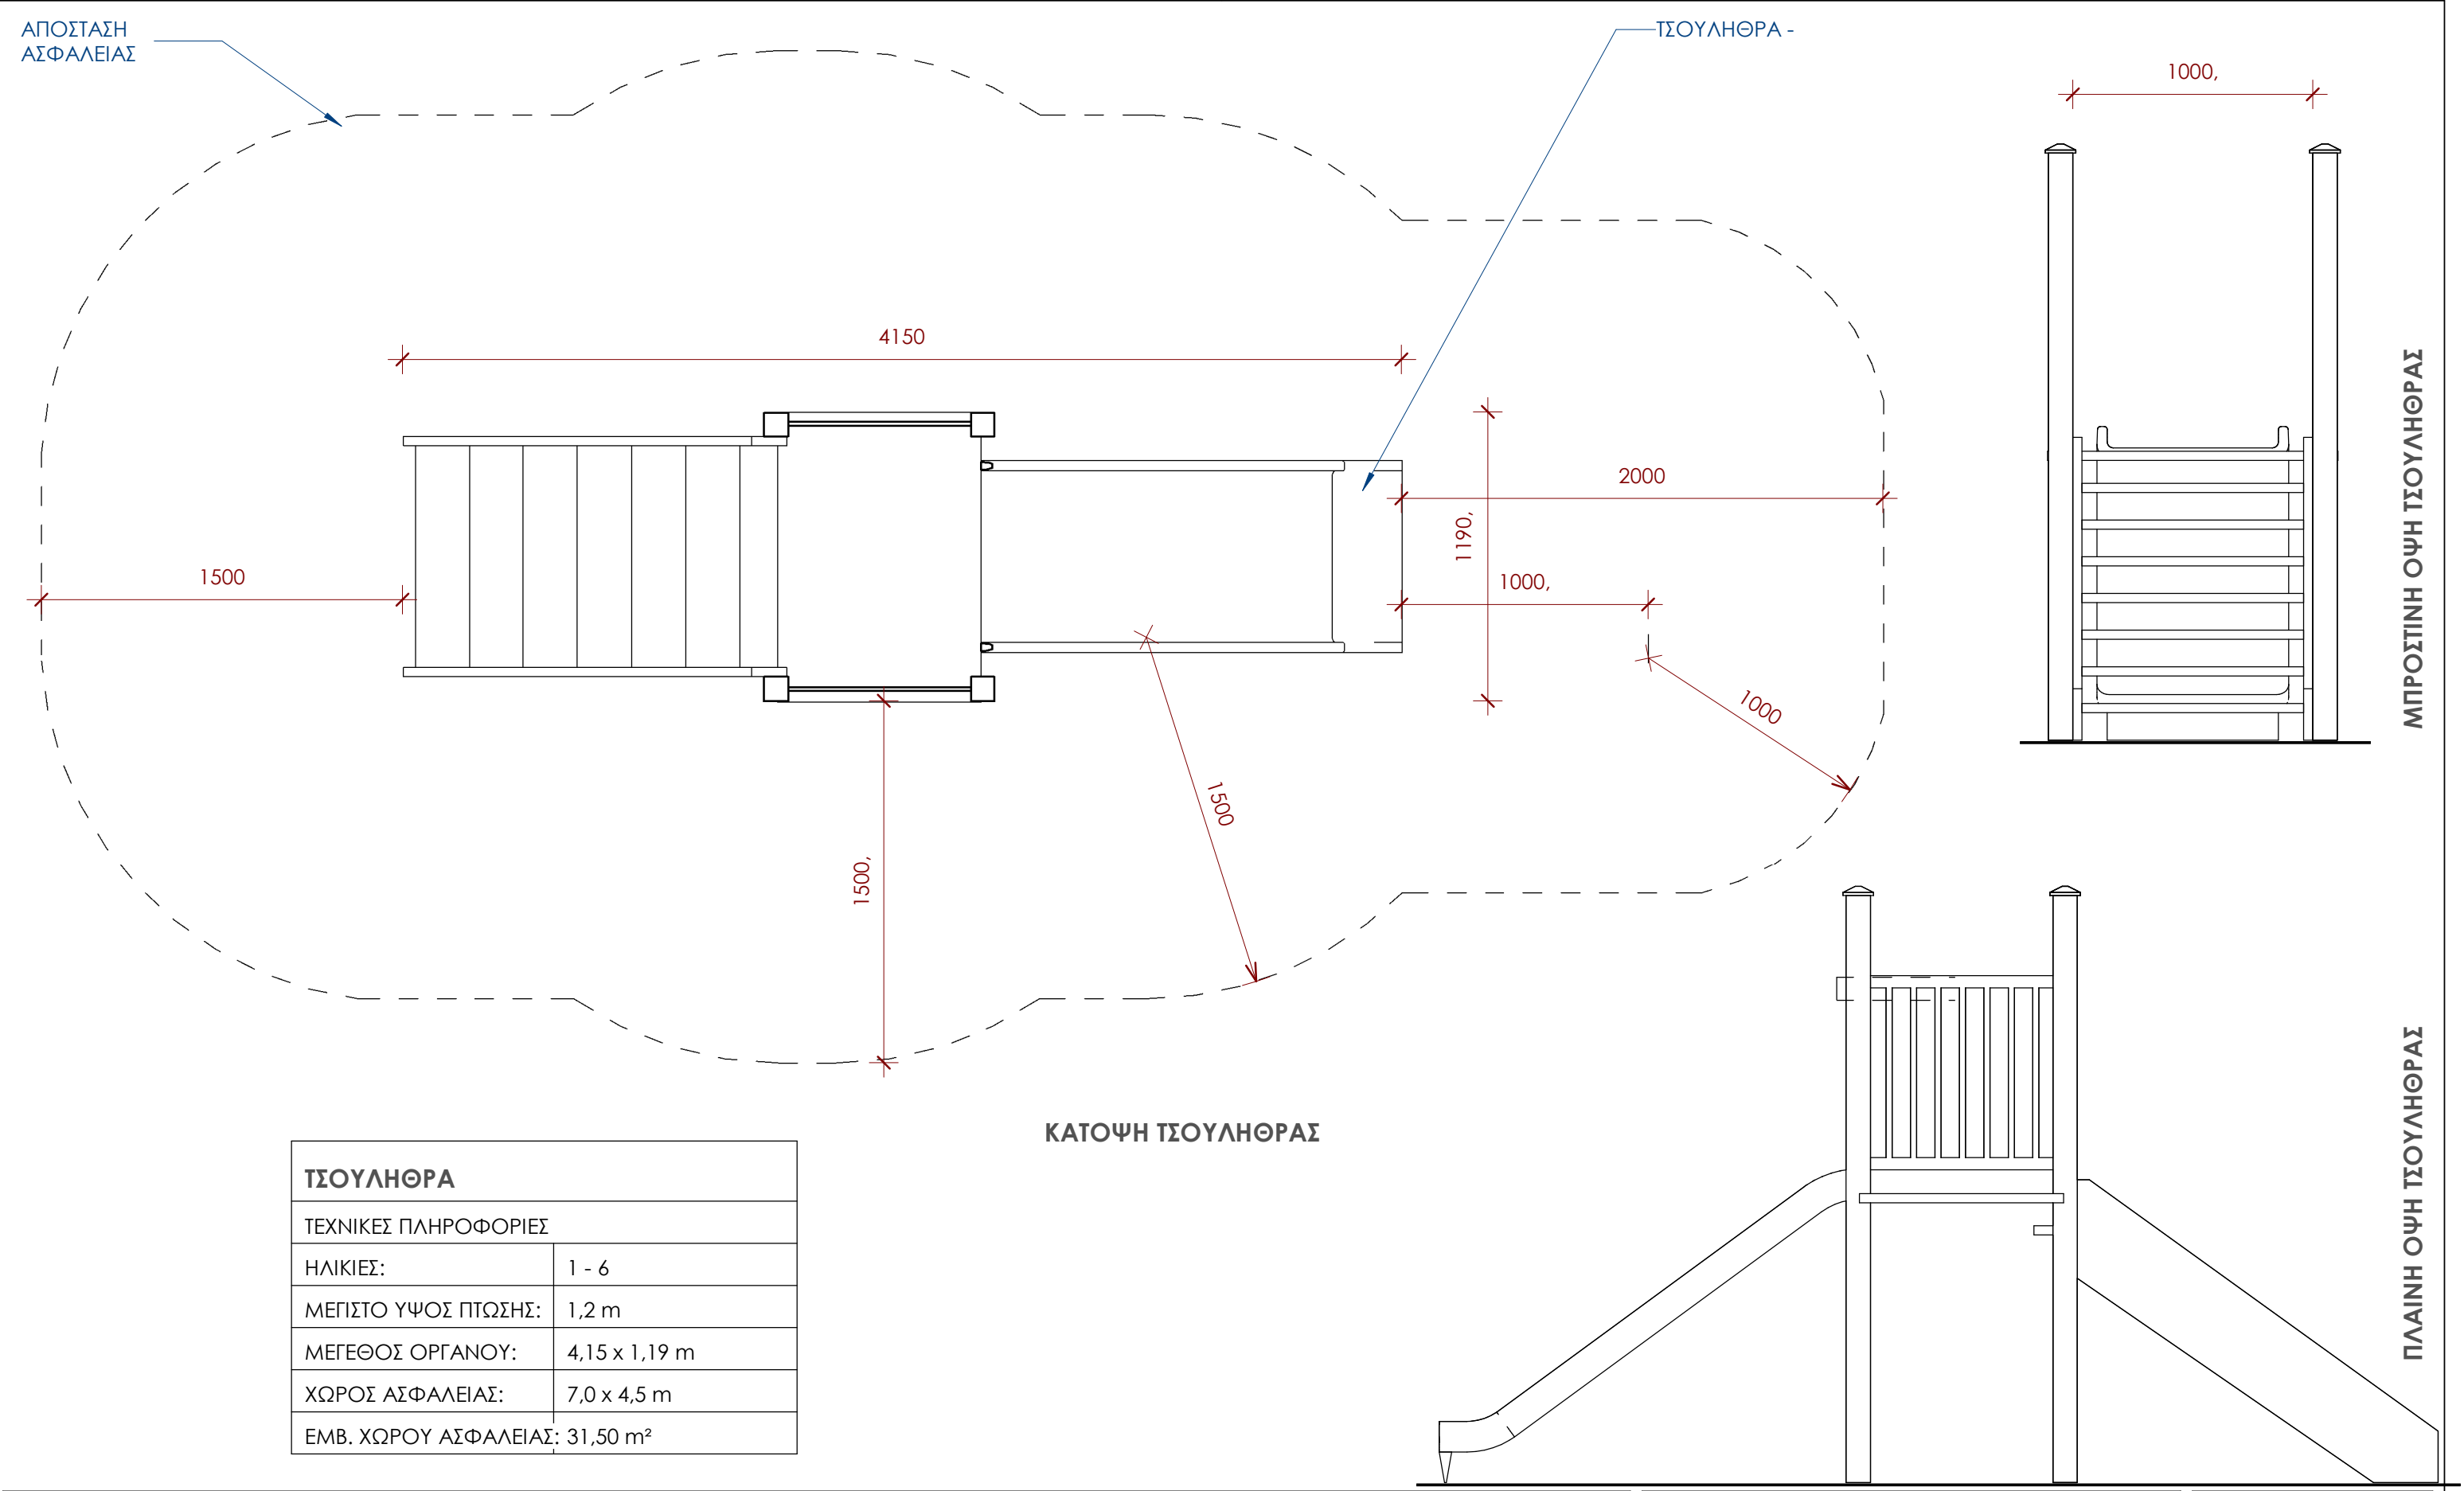 ΑΠΟΣΤΑΣΗ
ΑΣΦΑΛΕΙΑΣ
ΤΣΟΥΛΗΘΡΑ -
1000,
4150
2000
1190,
1500
1000,
1000
1500
1500,
ΜΠΡΟΣΤΙΝΗ ΟΨΗ ΤΣΟΥΛΗΘΡΑΣ
ΚΑΤΟΨΗ ΤΣΟΥΛΗΘΡΑΣ
ΠΛΑΙΝΗ ΟΨΗ ΤΣΟΥΛΗΘΡΑΣ
ΤΣΟΥΛΗΘΡΑ
ΤΕΧΝΙΚΕΣ ΠΛΗΡΟΦΟΡΙΕΣ
ΗΛΙΚΙΕΣ: 1 - 6
ΜΕΓΙΣΤΟ ΥΨΟΣ ΠΤΩΣΗΣ: 1,2 m
ΜΕΓΕΘΟΣ ΟΡΓΑΝΟΥ: 4,15 x 1,19 m
ΧΩΡΟΣ ΑΣΦΑΛΕΙΑΣ: 7,0 x 4,5 m
ΕΜΒ. ΧΩΡΟΥ ΑΣΦΑΛΕΙΑΣ: 31,50 m²